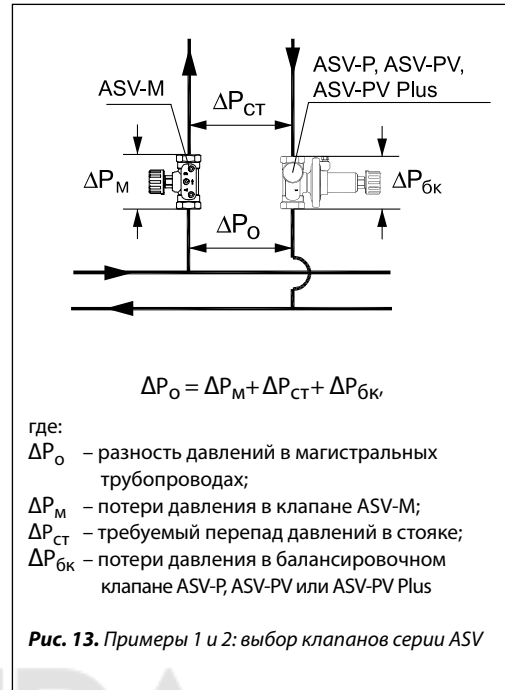 ASV-P, ASV-PV,
ASV-PV Plus
ASV-M
ΔPст
ΔPм
ΔPбк
ΔPо
ΔPо = ΔPм+ ΔPст+ ΔPбк,
где:
ΔPо – разность давлений в магистральных
трубопроводах;
ΔPм – потери давления в клапане ASV-M;
ΔPст – требуемый перепад давлений в стояке;
ΔPбк – потери давления в балансировочном
клапане ASV-P, ASV-PV или ASV-PV Plus
Рис. 13. Примеры 1 и 2: выбор клапанов серии ASV